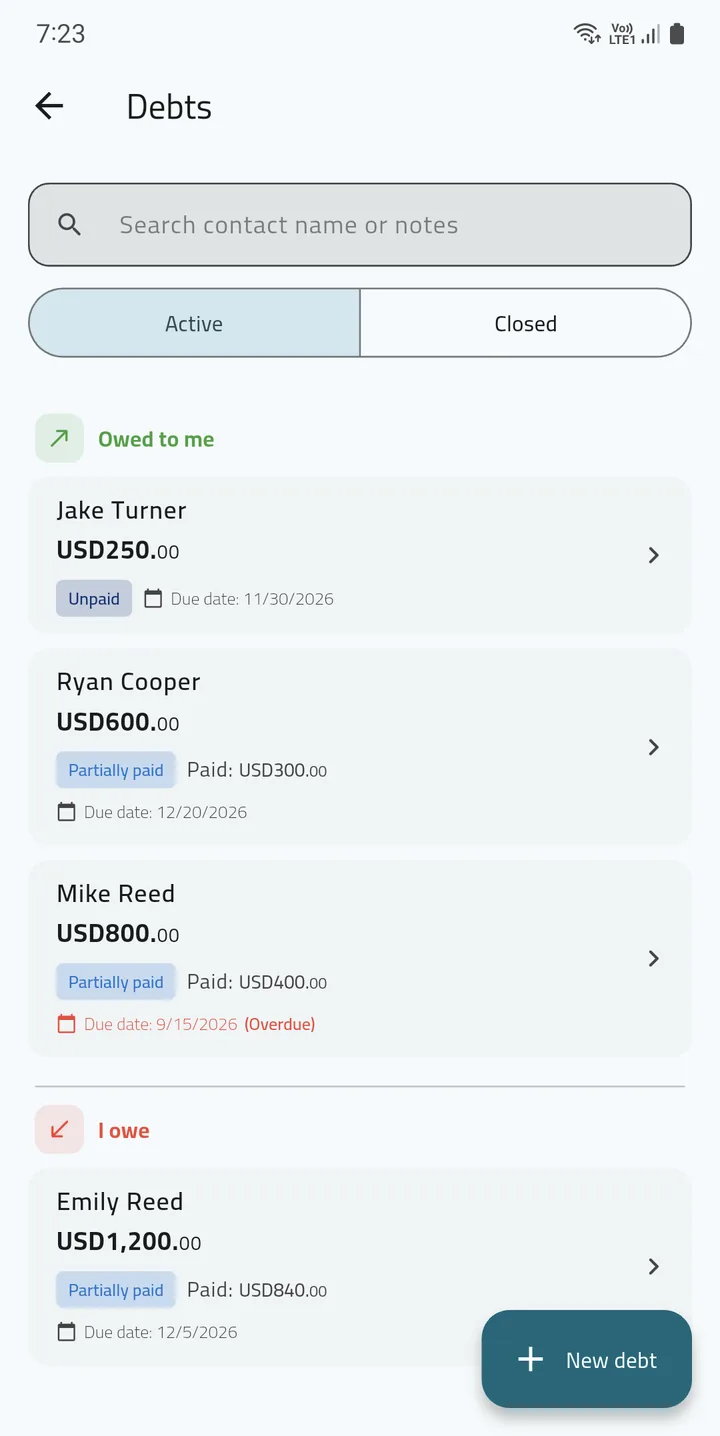 7:23
Vo))
LTE1
Debts
Search contact name or notes
Active
Closed
Owed to me
Jake Turner
USD250.00
Unpaid
Due date: 11/30/2026
Ryan Cooper
USD600.00
Partially paid
Paid: USD300.00
Due date: 12/20/2026
Mike Reed
USD800.00
Partially paid
Paid: USD400.00
Due date: 9/15/2026 (Overdue)
I owe
Emily Reed
USD1,200.00
Partially paid
Paid: USD840.00
Due date: 12/5/2026
New debt